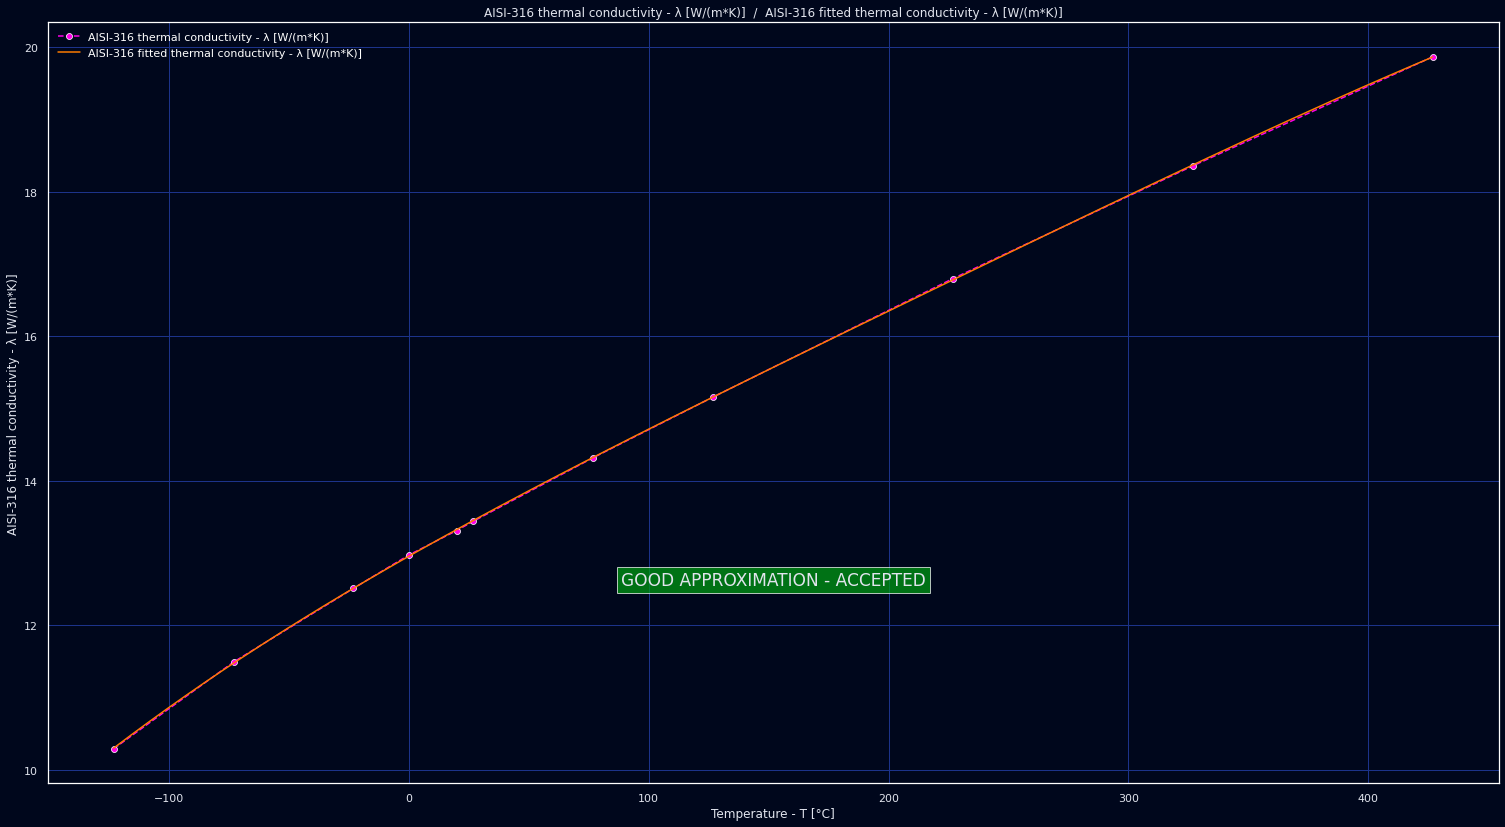 AISI-316 thermal conductivity - λ [W/(m*K)]  /  AISI-316 fitted thermal conductivity - λ [W/(m*K)]
AISI-316 thermal conductivity - λ [W/(m*K)]
AISI-316 fitted thermal conductivity - λ [W/(m*K)]
20
18
16
14
12
10
AISI-316 thermal conductivity - λ [W/(m*K)]
GOOD APPROXIMATION - ACCEPTED
−100 0 100 200 300 400
Temperature - T [°C]